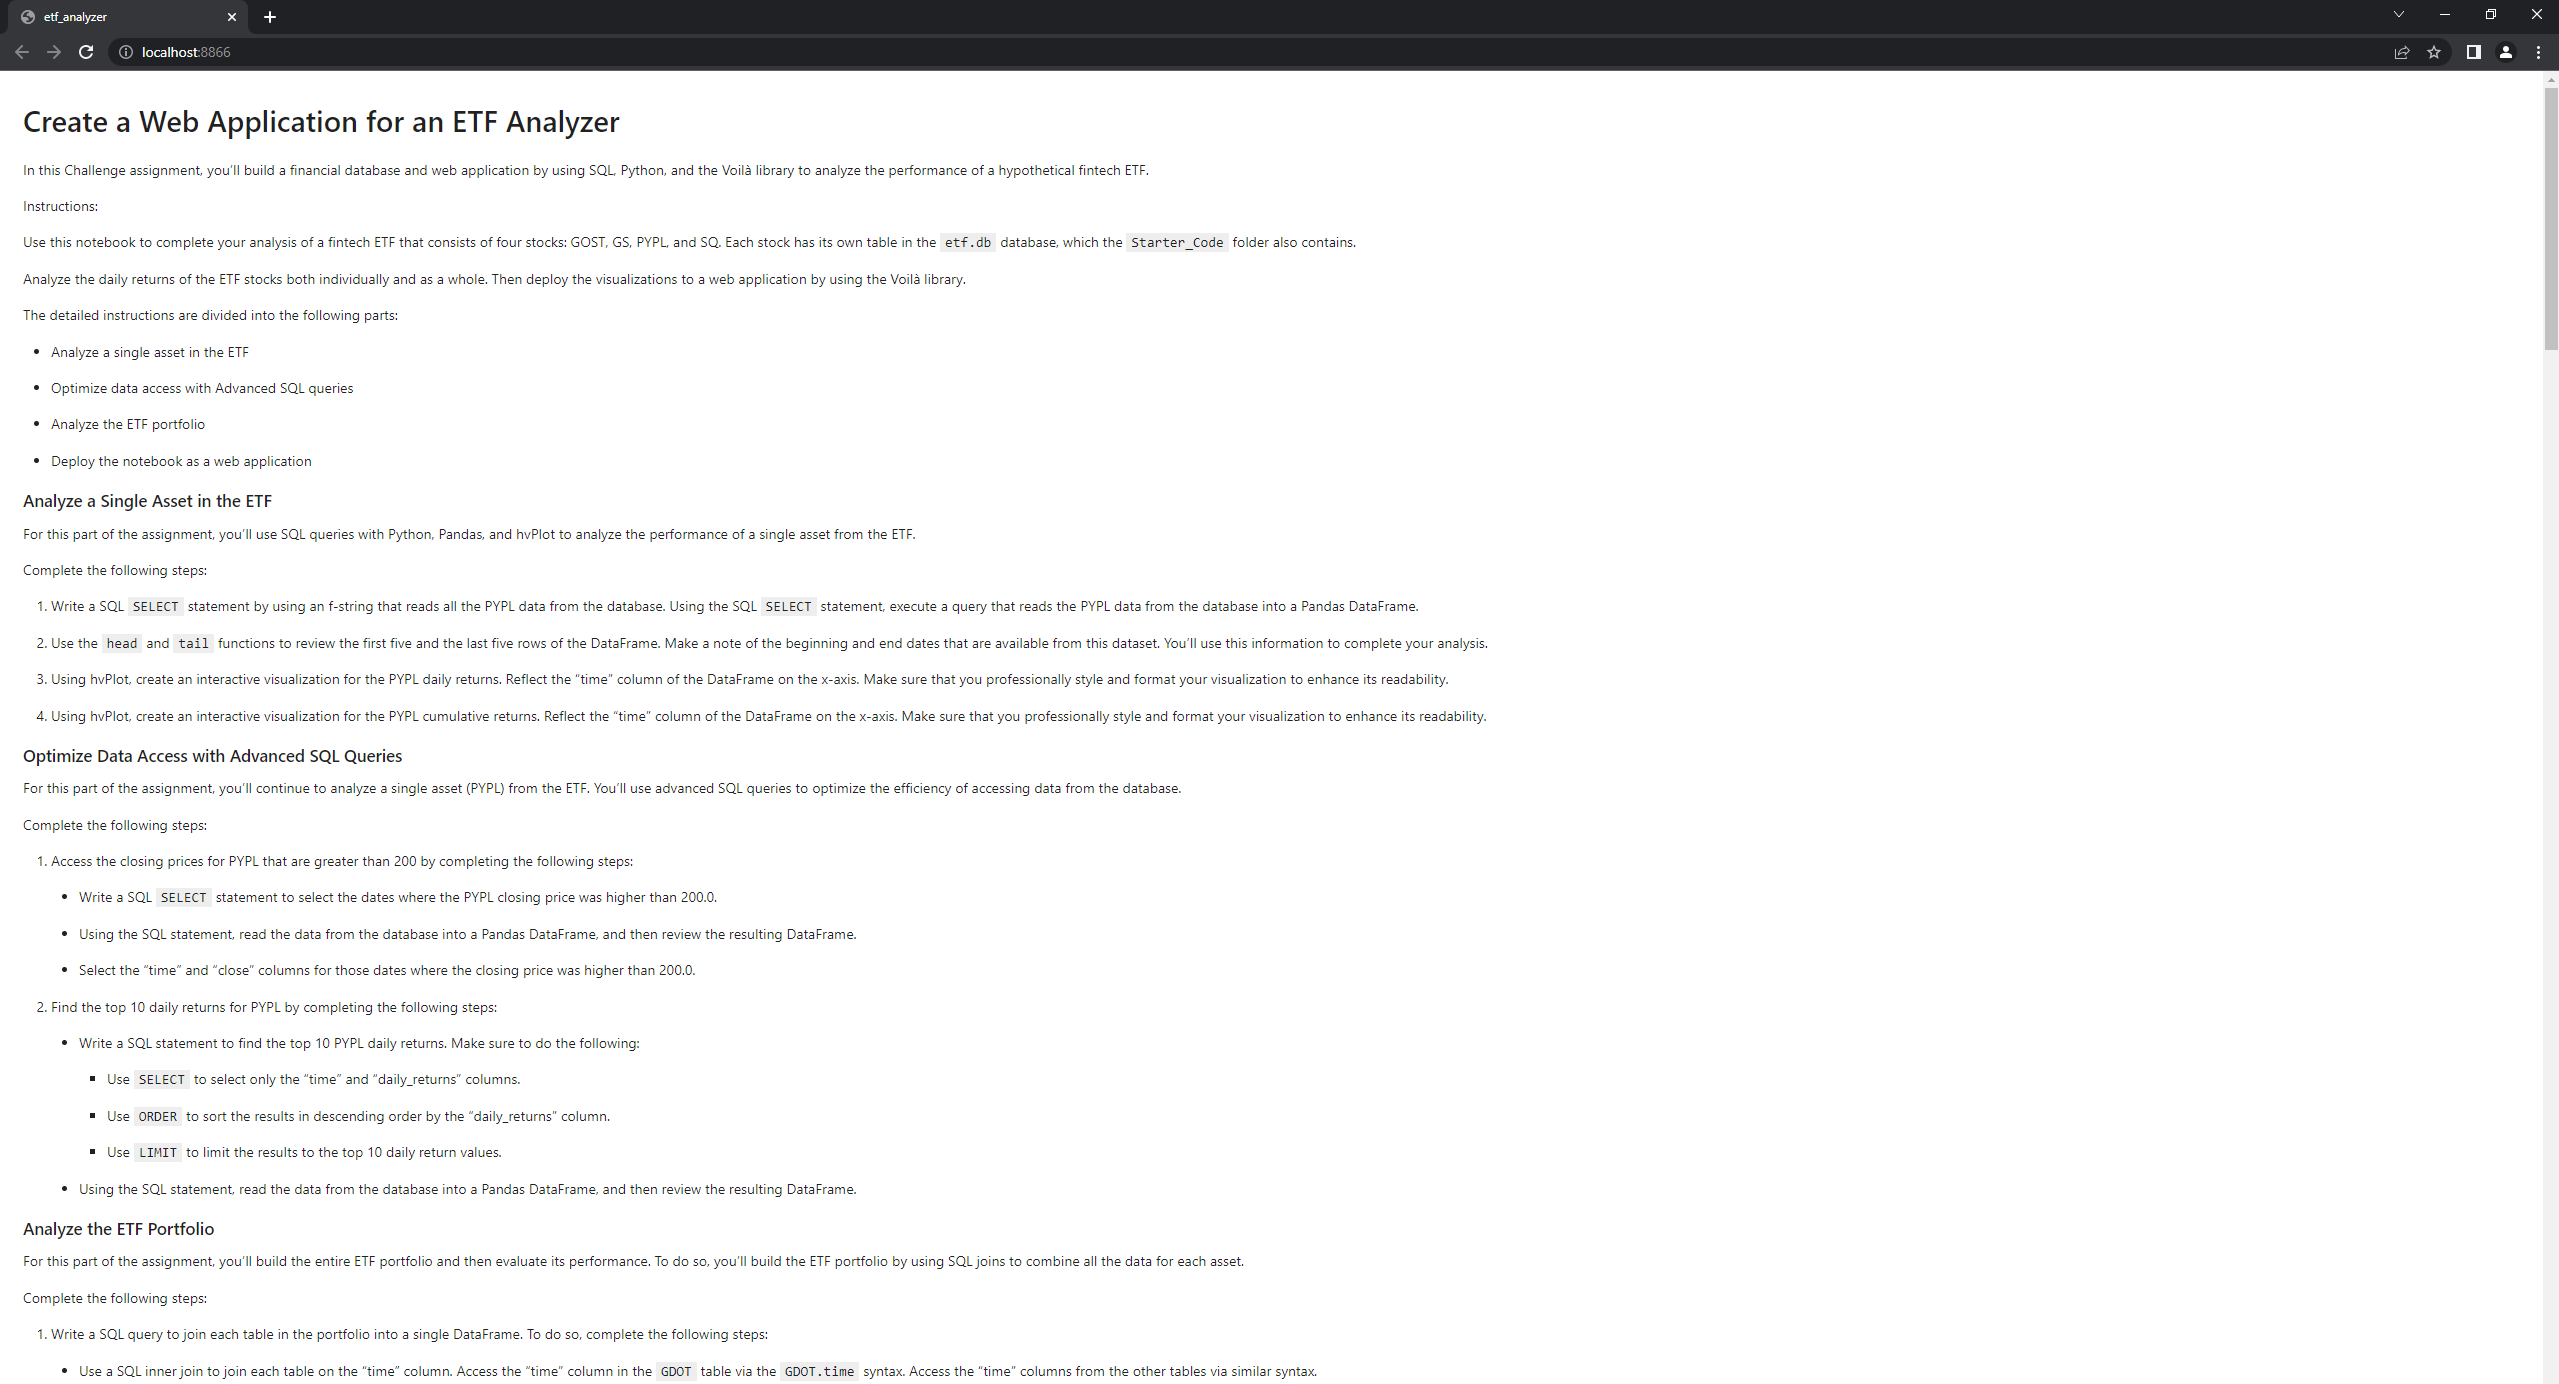 etf_analyzer
localhost:8866
Create a Web Application for an ETF Analyzer
In this Challenge assignment, you’ll build a financial database and web application by using SQL, Python, and the Voilà library to analyze the performance of a hypothetical fintech ETF.
Instructions:
Use this notebook to complete your analysis of a fintech ETF that consists of four stocks: GOST, GS, PYPL, and SQ. Each stock has its own table in the etf.db database, which the Starter_Code folder also contains.
Analyze the daily returns of the ETF stocks both individually and as a whole. Then deploy the visualizations to a web application by using the Voilà library.
The detailed instructions are divided into the following parts:
• Analyze a single asset in the ETF
• Optimize data access with Advanced SQL queries
• Analyze the ETF portfolio
• Deploy the notebook as a web application
Analyze a Single Asset in the ETF
For this part of the assignment, you’ll use SQL queries with Python, Pandas, and hvPlot to analyze the performance of a single asset from the ETF.
Complete the following steps:
1. Write a SQL SELECT statement by using an f-string that reads all the PYPL data from the database. Using the SQL SELECT statement, execute a query that reads the PYPL data from the database into a Pandas DataFrame.
2. Use the head and tail functions to review the first five and the last five rows of the DataFrame. Make a note of the beginning and end dates that are available from this dataset. You’ll use this information to complete your analysis.
3. Using hvPlot, create an interactive visualization for the PYPL daily returns. Reflect the “time” column of the DataFrame on the x-axis. Make sure that you professionally style and format your visualization to enhance its readability.
4. Using hvPlot, create an interactive visualization for the PYPL cumulative returns. Reflect the “time” column of the DataFrame on the x-axis. Make sure that you professionally style and format your visualization to enhance its readability.
Optimize Data Access with Advanced SQL Queries
For this part of the assignment, you’ll continue to analyze a single asset (PYPL) from the ETF. You’ll use advanced SQL queries to optimize the efficiency of accessing data from the database.
Complete the following steps:
1. Access the closing prices for PYPL that are greater than 200 by completing the following steps:
• Write a SQL SELECT statement to select the dates where the PYPL closing price was higher than 200.0.
• Using the SQL statement, read the data from the database into a Pandas DataFrame, and then review the resulting DataFrame.
• Select the “time” and “close” columns for those dates where the closing price was higher than 200.0.
2. Find the top 10 daily returns for PYPL by completing the following steps:
• Write a SQL statement to find the top 10 PYPL daily returns. Make sure to do the following:
▪ Use SELECT to select only the “time” and “daily_returns” columns.
▪ Use ORDER to sort the results in descending order by the “daily_returns” column.
▪ Use LIMIT to limit the results to the top 10 daily return values.
• Using the SQL statement, read the data from the database into a Pandas DataFrame, and then review the resulting DataFrame.
Analyze the ETF Portfolio
For this part of the assignment, you’ll build the entire ETF portfolio and then evaluate its performance. To do so, you’ll build the ETF portfolio by using SQL joins to combine all the data for each asset.
Complete the following steps:
1. Write a SQL query to join each table in the portfolio into a single DataFrame. To do so, complete the following steps:
• Use a SQL inner join to join each table on the “time” column. Access the “time” column in the GDOT table via the GDOT.time syntax. Access the “time” columns from the other tables via similar syntax.